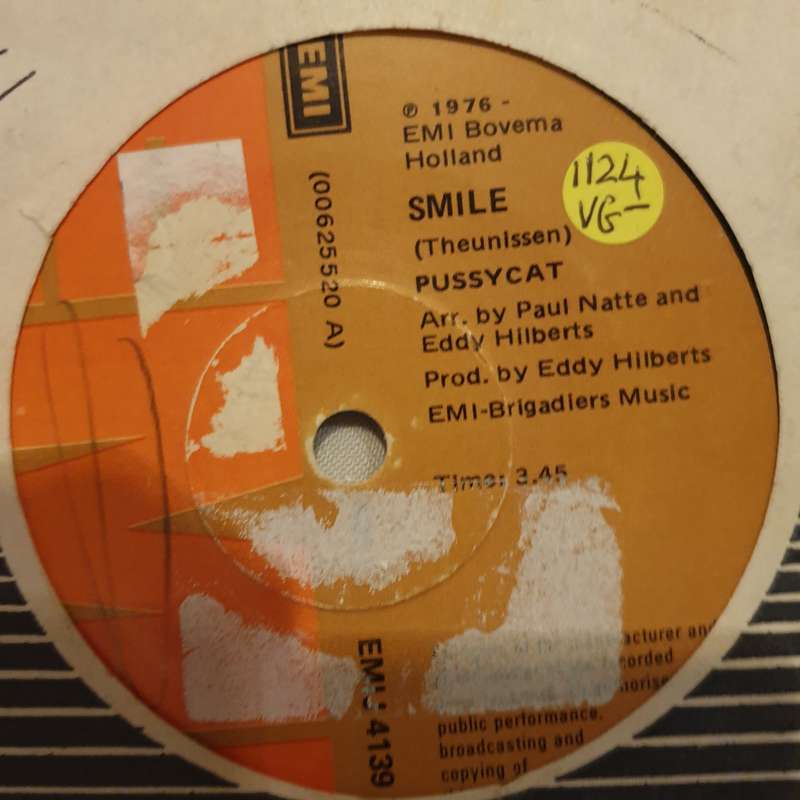 EMI
℗ 1976 -
EMI Bovema
Holland
1124
VG-
SMILE
(Theunissen)
PUSSYCAT
Arr. by Paul Natte and
Eddy Hilberts
Prod. by Eddy Hilberts
EMI-Brigadiers Music
Time: 3.45
(00625520 A)
EMIJ 4139
public performance,
broadcasting and
copying of